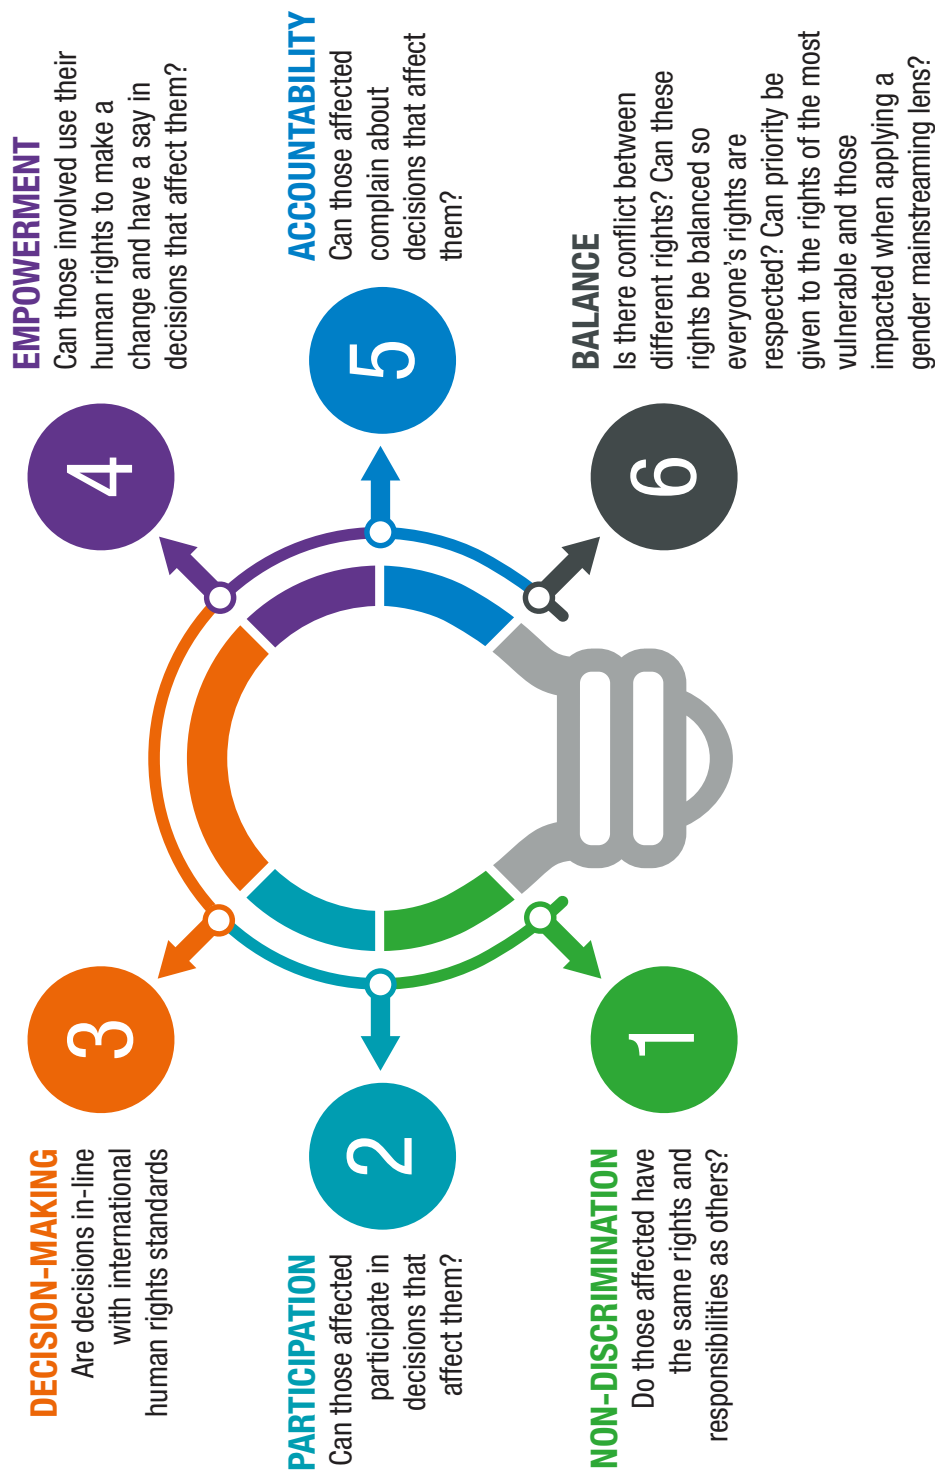 NON-DISCRIMINATION
Do those affected have
the same rights and
responsibilities as others?
1
PARTICIPATION
Can those affected
participate in
decisions that
affect them?
2
DECISION-MAKING
Are decisions in-line
with international
human rights standards
3
4
EMPOWERMENT
Can those involved use their
human rights to make a
change and have a say in
decisions that affect them?
5
ACCOUNTABILITY
Can those affected
complain about
decisions that affect
them?
6
BALANCE
Is there conflict between
different rights? Can these
rights be balanced so
everyone’s rights are
respected? Can priority be
given to the rights of the most
vulnerable and those
impacted when applying a
gender mainstreaming lens?